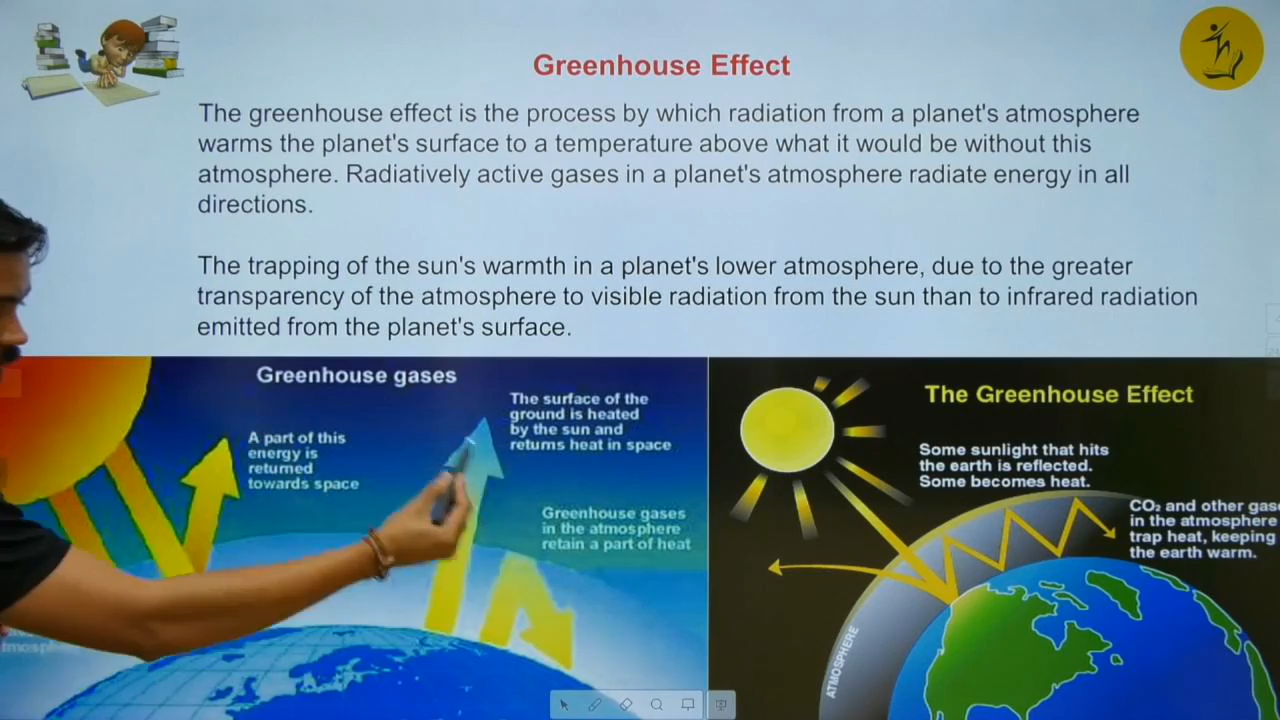 Greenhouse Effect
The greenhouse effect is the process by which radiation from a planet's atmosphere
warms the planet's surface to a temperature above what it would be without this
atmosphere. Radiatively active gases in a planet's atmosphere radiate energy in all
directions.
The trapping of the sun's warmth in a planet's lower atmosphere, due to the greater
transparency of the atmosphere to visible radiation from the sun than to infrared radiation
emitted from the planet's surface.
Greenhouse gases
A part of this
energy is
returned
towards space
The surface of the
ground is heated
by the sun and
returns heat in space
Greenhouse gases
in the atmosphere
retain a part of heat
The Greenhouse Effect
Some sunlight that hits
the earth is reflected.
Some becomes heat.
CO₂ and other gase
in the atmosphere
trap heat, keeping
the earth warm.
ATMOSPHERE